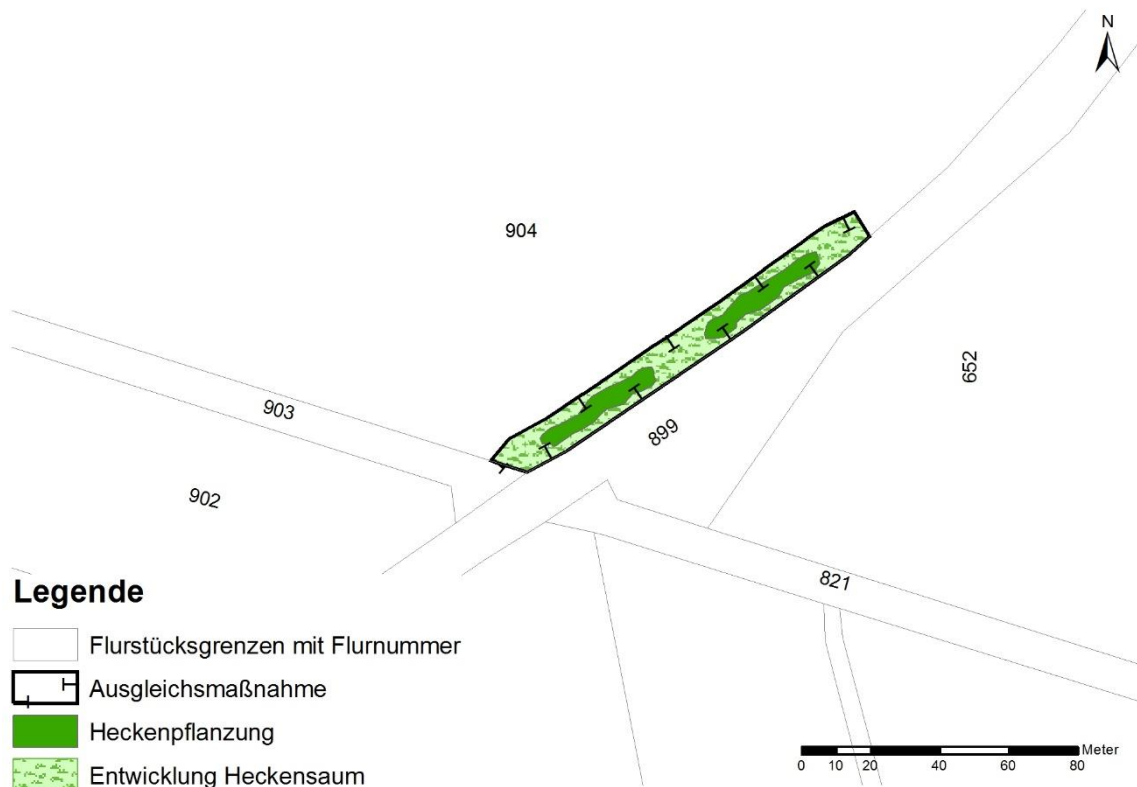 N
904
652
903
899
902
821
Legende
Flurstücksgrenzen mit Flurnummer
Ausgleichsmaßnahme
Heckenpflanzung
Entwicklung Heckensaum
Meter
0 10 20 40 60 80